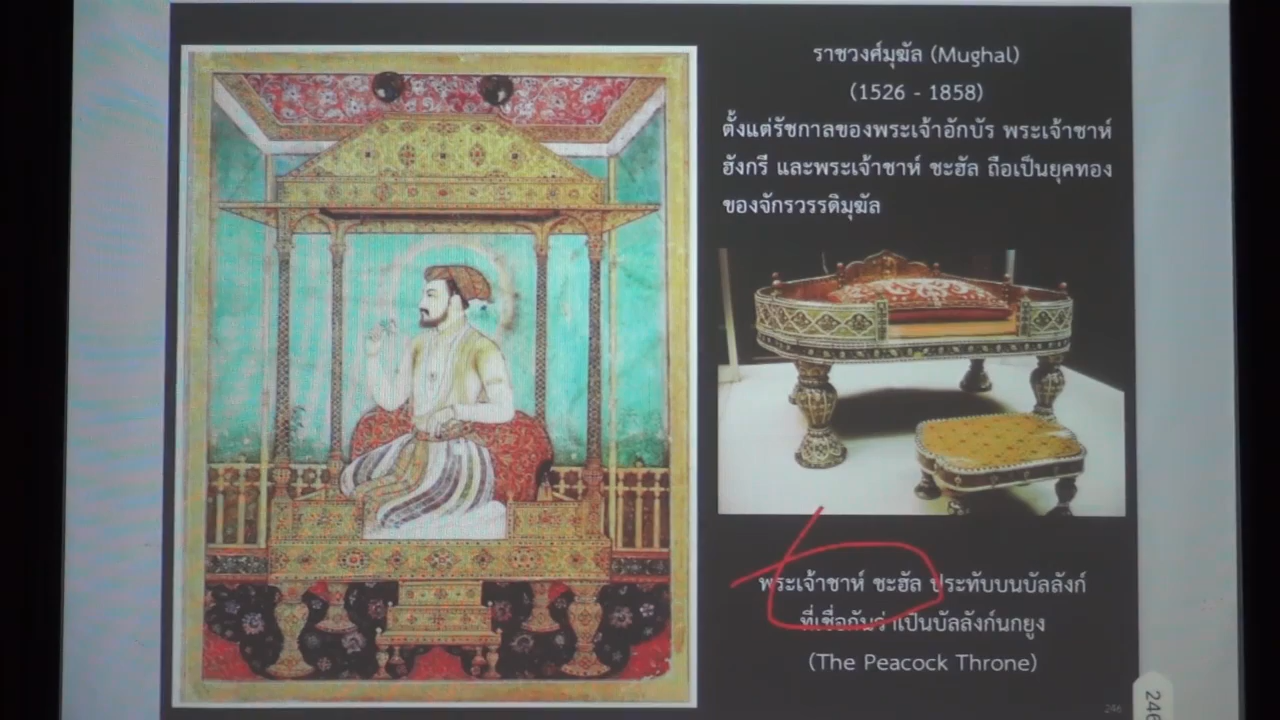 ราชวงศ์มุฆัล (Mughal)
(1526 - 1858)
ตั้งแต่รัชกาลของพระเจ้าอักบัร พระเจ้าชาห์
ฮังกรี และพระเจ้าชาห์ ชะฮัล ถือเป็นยุคทอง
ของจักรวรรดิมุฆัล
พระเจ้าชาห์ ชะฮัล ประทับบนบัลลังก์
ที่เชื่อกันว่าเป็นบัลลังก์นกยูง
(The Peacock Throne)
246
246